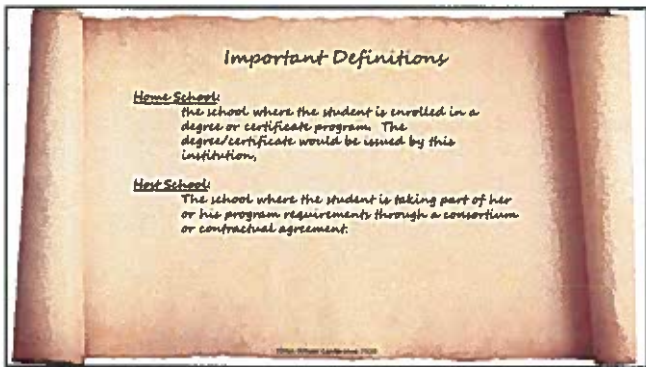 Important Definitions
Home School:
the school where the student is enrolled in a
degree or certificate program. The
degree/certificate would be issued by this
institution,
Host School:
The school where the student is taking part of her
or his program requirements through a consortium
or contractual agreement.